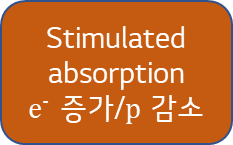 Stimulated
absorption
e⁻ 증가/p 감소